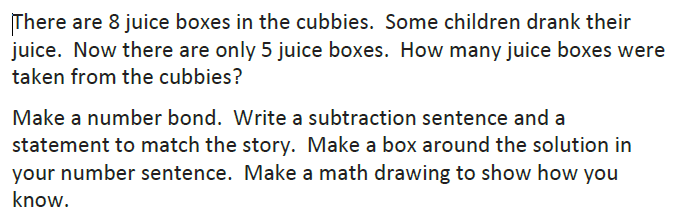 There are 8 juice boxes in the cubbies.  Some children drank their
juice.  Now there are only 5 juice boxes.  How many juice boxes were
taken from the cubbies?
Make a number bond.  Write a subtraction sentence and a
statement to match the story.  Make a box around the solution in
your number sentence.  Make a math drawing to show how you
know.